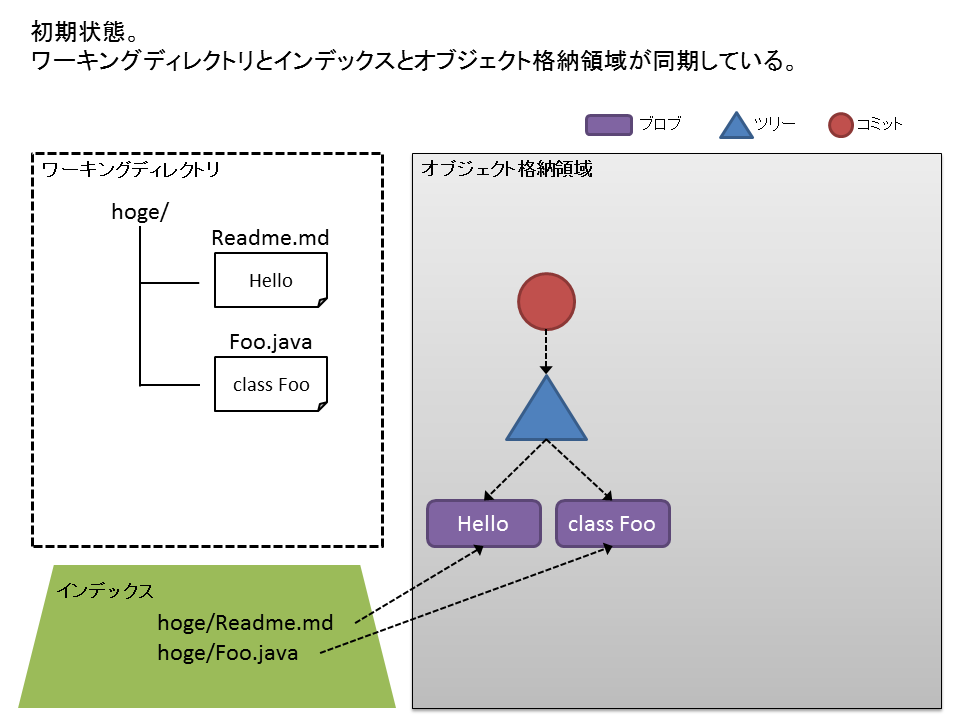 初期状態。
ワーキングディレクトリとインデックスとオブジェクト格納領域が同期している。
ブロブ
ツリー
コミット
ワーキングディレクトリ
hoge/
Readme.md
Hello
Foo.java
class Foo
オブジェクト格納領域
Hello
class Foo
インデックス
hoge/Readme.md
hoge/Foo.java